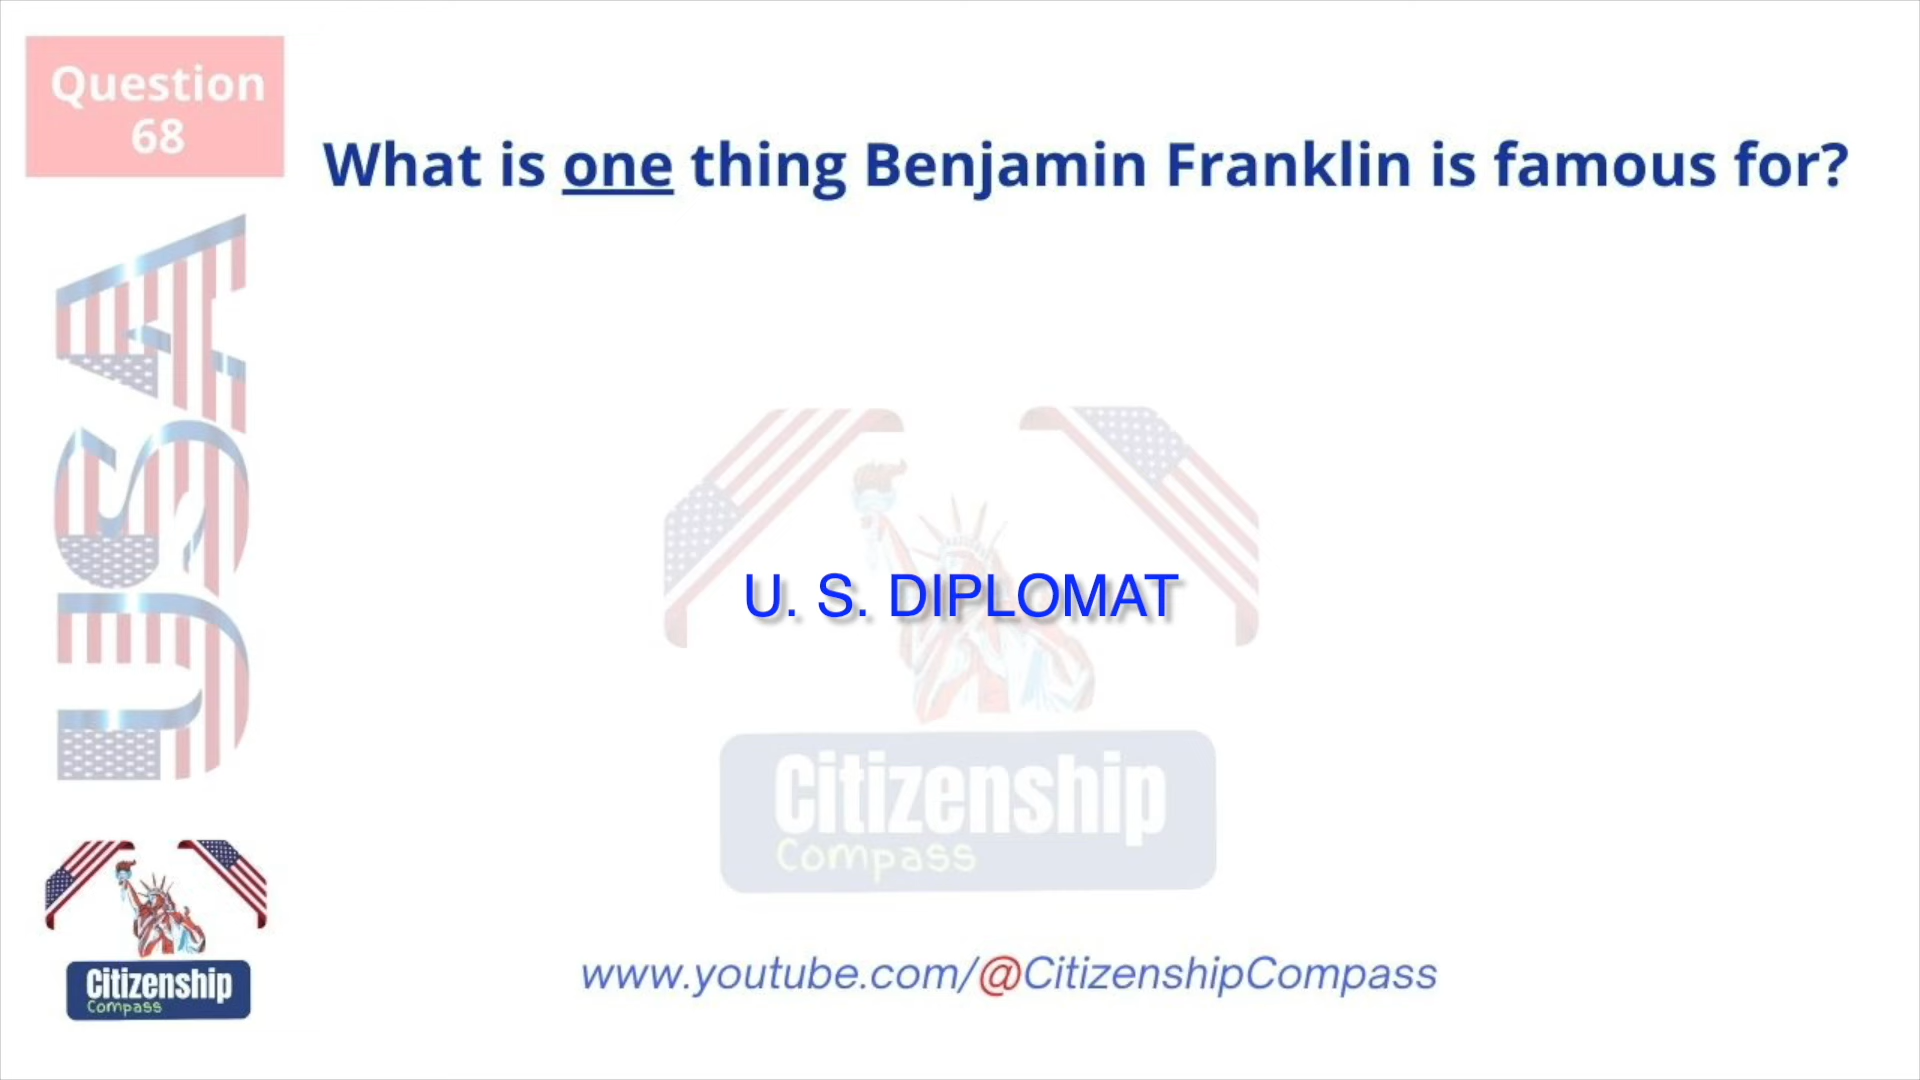 Question
68
What is one thing Benjamin Franklin is famous for?
U. S. DIPLOMAT
Citizenship
Compass
Citizenship
Compass
www.youtube.com/@CitizenshipCompass
USA